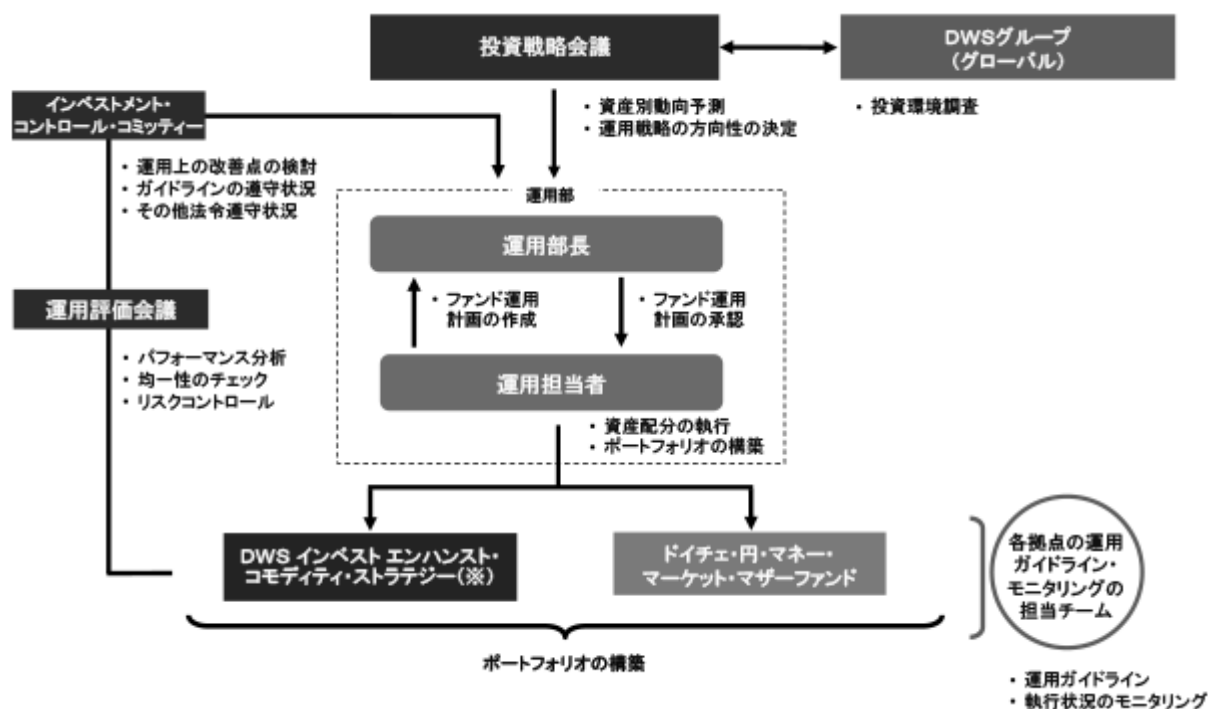 投資戦略会議
DWSグループ
(グローバル)
・ 資産別動向予測
・ 運用戦略の方向性の決定
・ 投資環境調査
インベストメント・
コントロール・コミッティー
・ 運用上の改善点の検討
・ ガイドラインの遵守状況
・ その他法令遵守状況
運用部
運用部長
・ ファンド運用
計画の作成
・ ファンド運用
計画の承認
運用評価会議
・ パフォーマンス分析
・ 均一性のチェック
・ リスクコントロール
運用担当者
・ 資産配分の執行
・ ポートフォリオの構築
DWS インベスト エンハンスト・
コモディティ・ストラテジー(※)
ドイチェ・円・マネー・
マーケット・マザーファンド
各拠点の運用
ガイドライン・
モニタリングの
担当チーム
ポートフォリオの構築
・ 運用ガイドライン
・ 執行状況のモニタリング